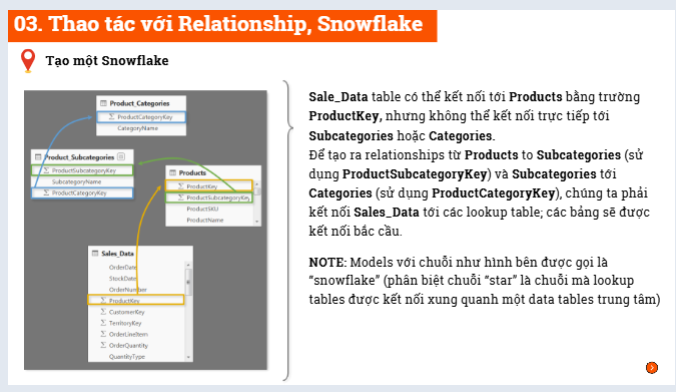 03. Thao tác với Relationship, Snowflake
Tạo một Snowflake
Product_Categories
ProductCategoryKey
CategoryName
Product_Subcategories
ProductSubcategoryKey
SubcategoryName
ProductCategoryKey
Products
ProductKey
ProductSubcategoryKey
ProductSKU
ProductName
Sales_Data
OrderDate
StockDate
OrderNumber
ProductKey
CustomerKey
TerritoryKey
OrderLineItem
OrderQuantity
QuantityType
Sale_Data table có thể kết nối tới Products bằng trường
ProductKey, nhưng không thể kết nối trực tiếp tới
Subcategories hoặc Categories.
Để tạo ra relationships từ Products to Subcategories (sử
dụng ProductSubcategoryKey) và Subcategories tới
Categories (sử dụng ProductCategoryKey), chúng ta phải
kết nối Sales_Data tới các lookup table; các bảng sẽ được
kết nối bắc cầu.
NOTE: Models với chuỗi như hình bên được gọi là
“snowflake” (phân biệt chuỗi “star” là chuỗi mà lookup
tables được kết nối xung quanh một data tables trung tâm)